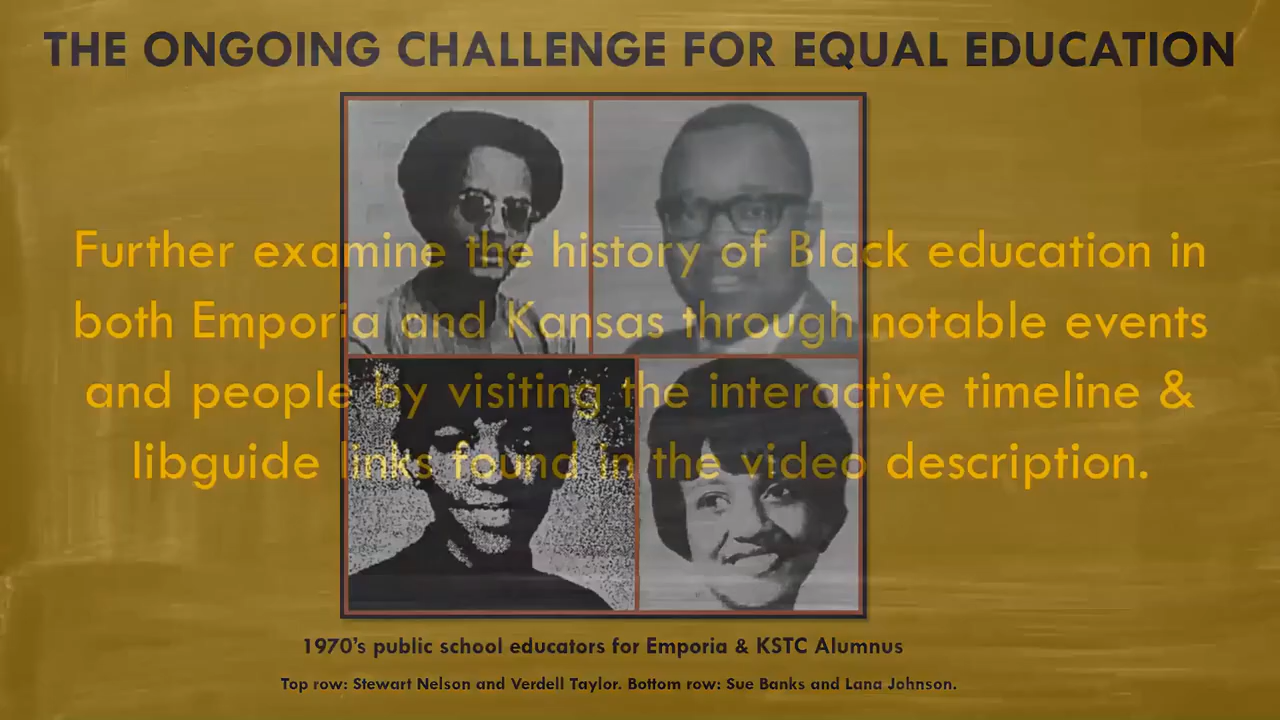 THE ONGOING CHALLENGE FOR EQUAL EDUCATION
Further examine the history of Black education in
both Emporia and Kansas through notable events
and people by visiting the interactive timeline &
libguide links found in the video description.
1970's public school educators for Emporia & KSTC Alumnus
Top row: Stewart Nelson and Verdell Taylor. Bottom row: Sue Banks and Lana Johnson.